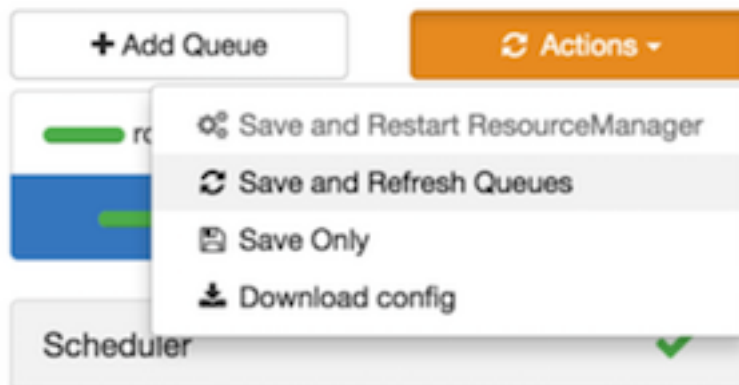 Add Queue
Actions
Save and Restart ResourceManager
Save and Refresh Queues
Save Only
Download config
Scheduler